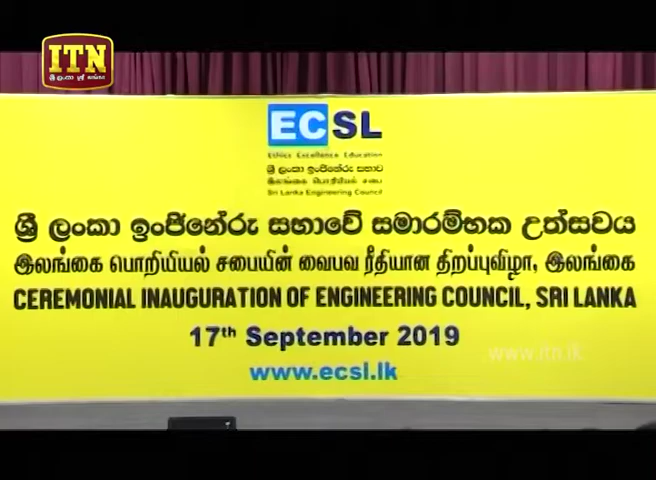 ITN
ශ්‍රී ලංකා ஸ்ரீ லங்கா
ECSL
Ethics Excellence Education
ශ්‍රී ලංකා ඉංජිනේරු සභාව
இலங்கை பொறியியல் சபை
Sri Lanka Engineering Council
ශ්‍රී ලංකා ඉංජිනේරු සභාවේ සමාරම්භක උත්සවය
இலங்கை பொறியியல் சபையின் வைபவ ரீதியான திறப்புவிழா, இலங்கை
CEREMONIAL INAUGURATION OF ENGINEERING COUNCIL, SRI LANKA
17th September 2019
www.itn.lk
www.ecsl.lk